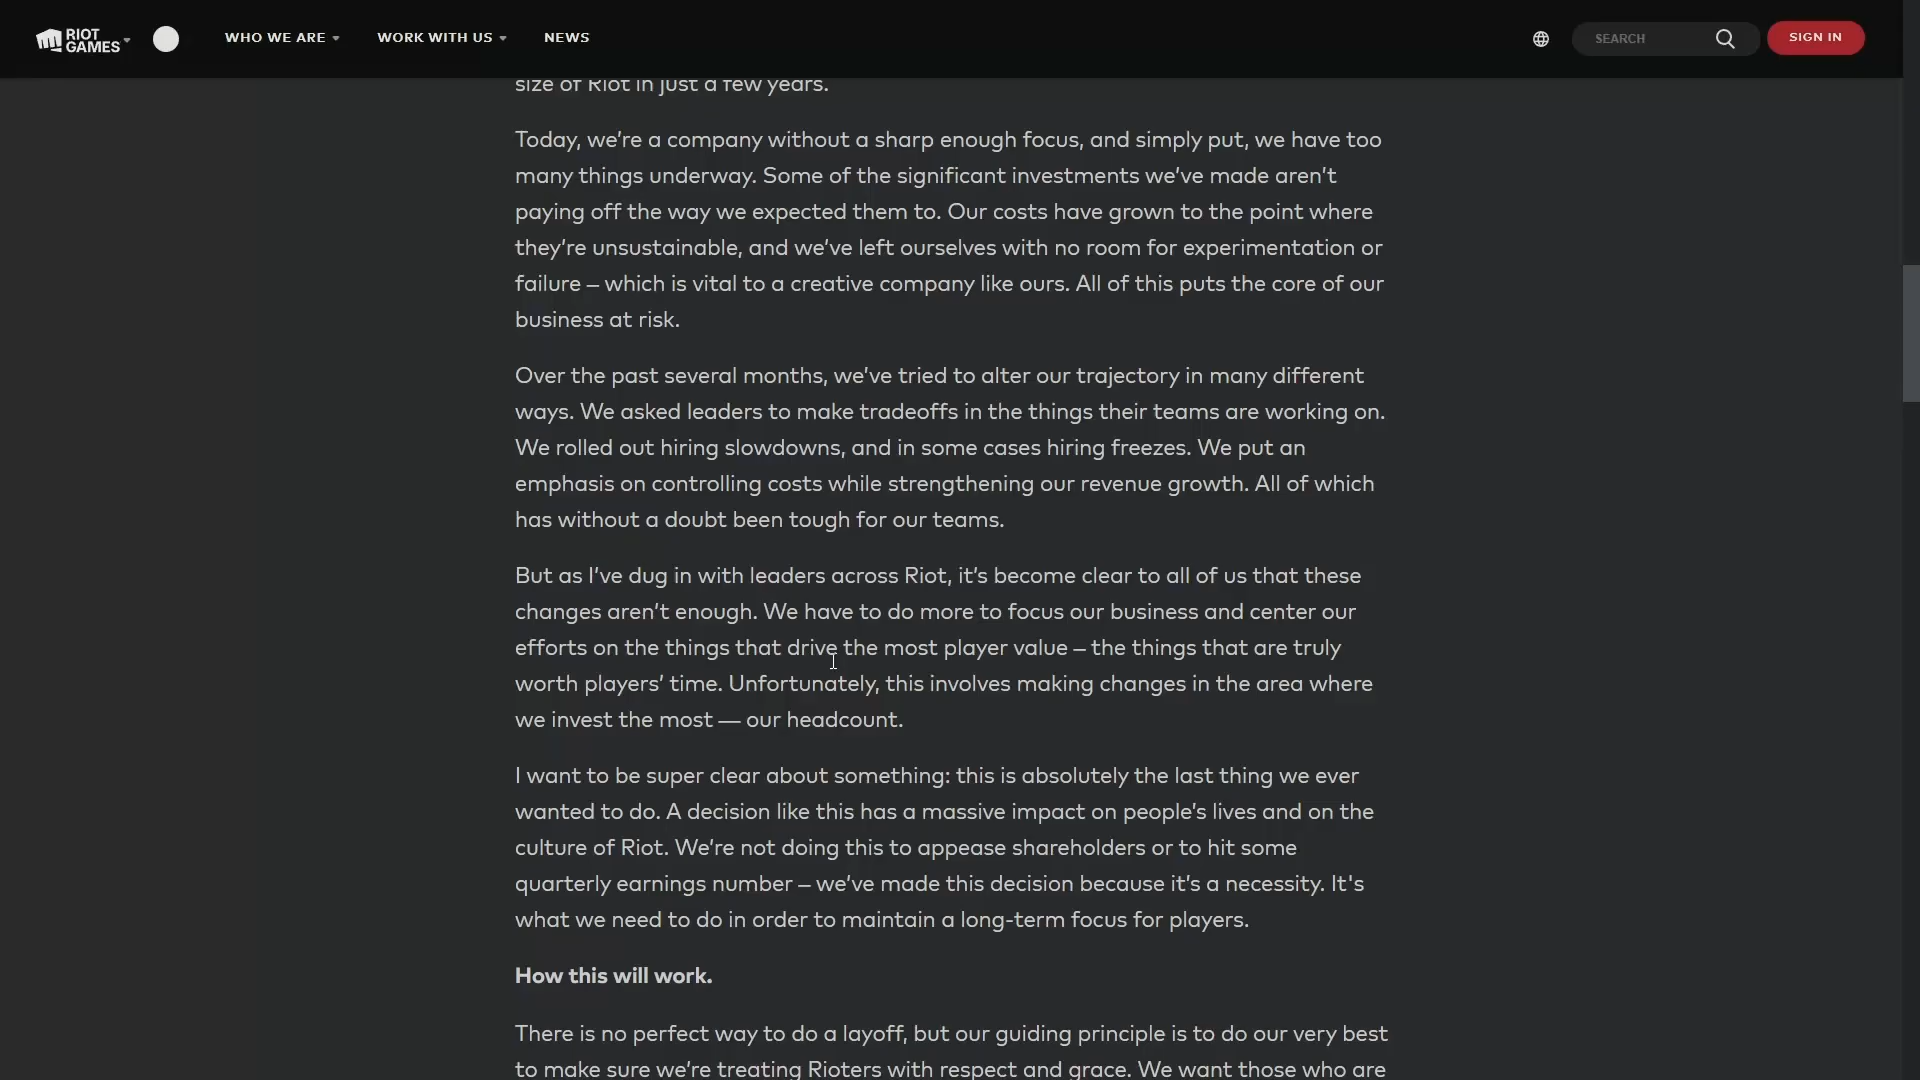 RIOT
GAMES
WHO WE ARE
WORK WITH US
NEWS
SEARCH
SIGN IN
size of Riot in just a few years.
Today, we’re a company without a sharp enough focus, and simply put, we have too
many things underway. Some of the significant investments we’ve made aren’t
paying off the way we expected them to. Our costs have grown to the point where
they’re unsustainable, and we’ve left ourselves with no room for experimentation or
failure – which is vital to a creative company like ours. All of this puts the core of our
business at risk.
Over the past several months, we’ve tried to alter our trajectory in many different
ways. We asked leaders to make tradeoffs in the things their teams are working on.
We rolled out hiring slowdowns, and in some cases hiring freezes. We put an
emphasis on controlling costs while strengthening our revenue growth. All of which
has without a doubt been tough for our teams.
But as I’ve dug in with leaders across Riot, it’s become clear to all of us that these
changes aren’t enough. We have to do more to focus our business and center our
efforts on the things that drive the most player value – the things that are truly
worth players’ time. Unfortunately, this involves making changes in the area where
we invest the most — our headcount.
I want to be super clear about something: this is absolutely the last thing we ever
wanted to do. A decision like this has a massive impact on people’s lives and on the
culture of Riot. We’re not doing this to appease shareholders or to hit some
quarterly earnings number – we’ve made this decision because it’s a necessity. It's
what we need to do in order to maintain a long-term focus for players.
How this will work.
There is no perfect way to do a layoff, but our guiding principle is to do our very best
to make sure we’re treating Rioters with respect and grace. We want those who are